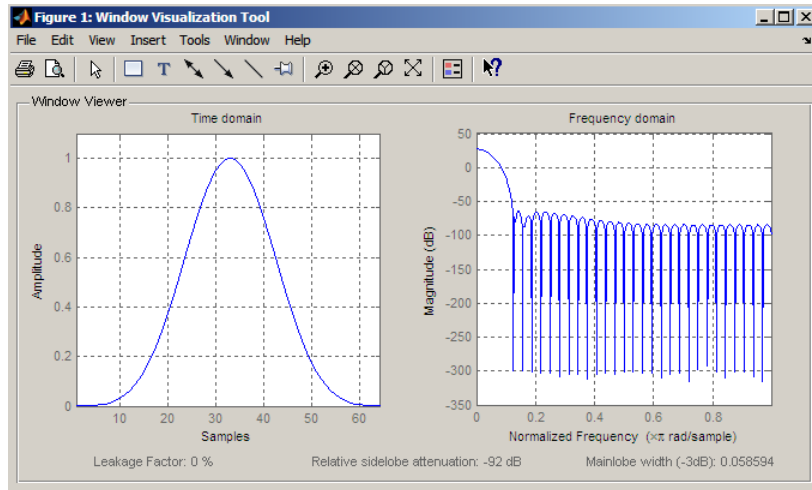 Figure 1: Window Visualization Tool
File Edit View Insert Tools Window Help
Window Viewer
Time domain
1
0.8
0.6
0.4
0.2
0
10 20 30 40 50 60
Amplitude
Samples
Frequency domain
50
0
-50
-100
-150
-200
-250
-300
-350
0 0.2 0.4 0.6 0.8
Magnitude (dB)
Normalized Frequency (×π rad/sample)
Leakage Factor: 0 % Relative sidelobe attenuation: -92 dB Mainlobe width (-3dB): 0.058594